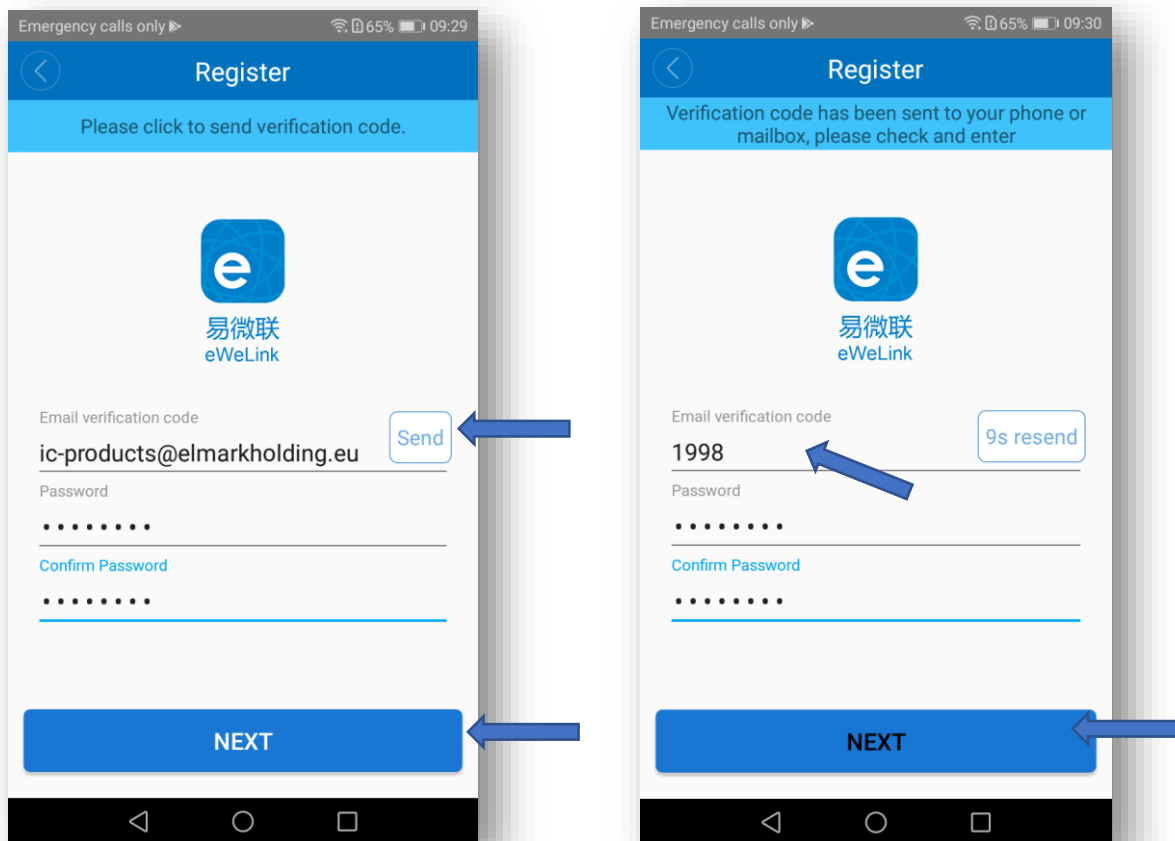 Emergency calls only 65% 09:29
Register
Please click to send verification code.
e
易微联
eWeLink
Email verification code
ic-products@elmarkholding.eu
Send
Password
••••••••
Confirm Password
••••••••
NEXT
Emergency calls only 65% 09:30
Register
Verification code has been sent to your phone or
mailbox, please check and enter
e
易微联
eWeLink
Email verification code
1998
9s resend
Password
••••••••
Confirm Password
••••••••
NEXT